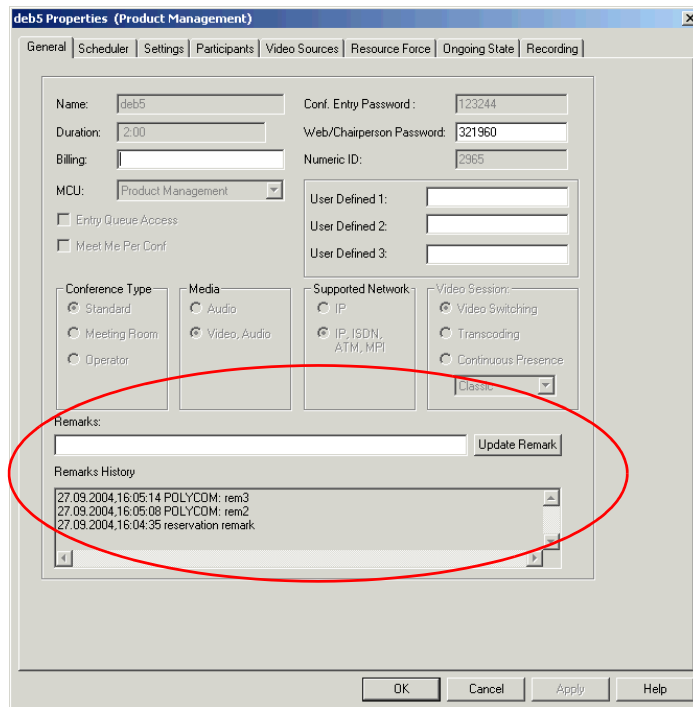 deb5 Properties (Product Management)
General Scheduler Settings Participants Video Sources Resource Force Ongoing State Recording
Name: deb5 Conf. Entry Password : 123244
Duration: 2:00 Web/Chairperson Password: 321960
Billing: Numeric ID: 2965
MCU: Product Management
User Defined 1:
Entry Queue Access
User Defined 2:
Meet Me Per Conf
User Defined 3:
Conference Type Media Supported Network Video Session:
Standard Audio IP Video Switching
Meeting Room Video, Audio IP, ISDN, Transcoding
ATM, MPI
Operator Continuous Presence
Classic
Remarks:
Update Remark
Remarks History
27.09.2004,16:05:14 POLYCOM: rem3
27.09.2004,16:05:08 POLYCOM: rem2
27.09.2004,16:04:35 reservation remark
OK Cancel Apply Help